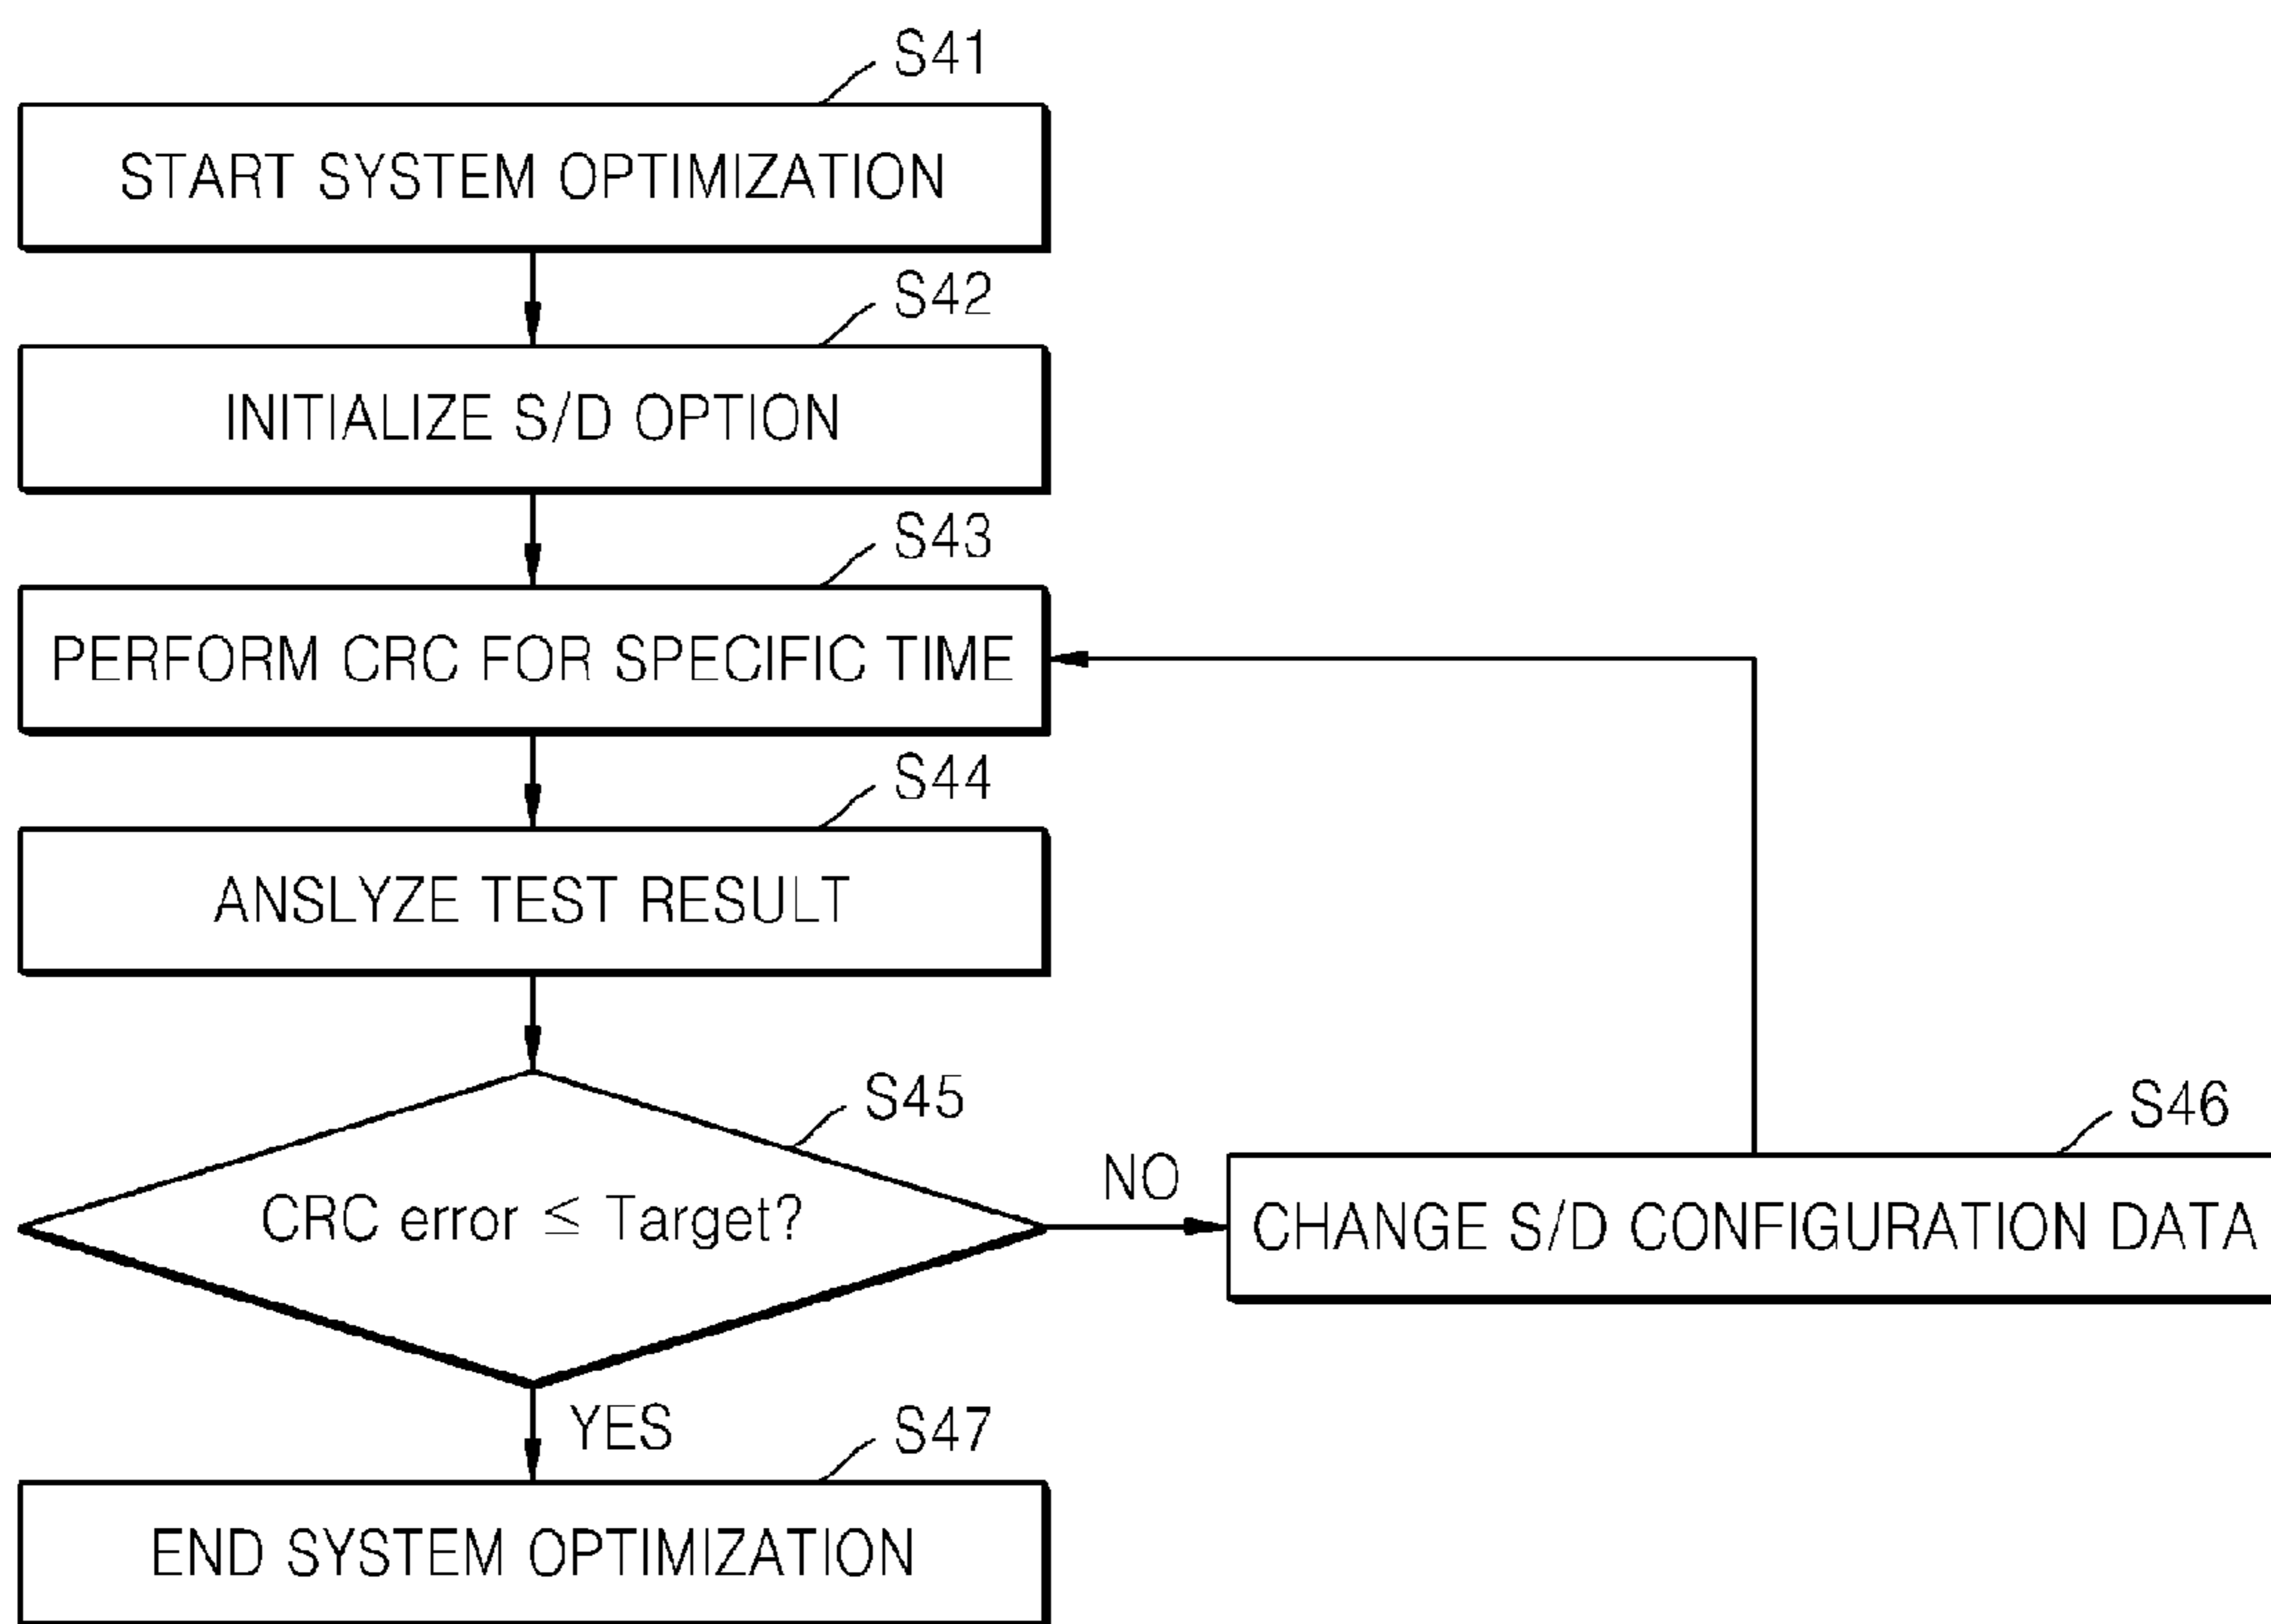 S41
START SYSTEM OPTIMIZATION
S42
INITIALIZE S/D OPTION
S43
PERFORM CRC FOR SPECIFIC TIME
S44
ANSLYZE TEST RESULT
S45
CRC error ≤ Target?
NO
S46
CHANGE S/D CONFIGURATION DATA
YES
S47
END SYSTEM OPTIMIZATION